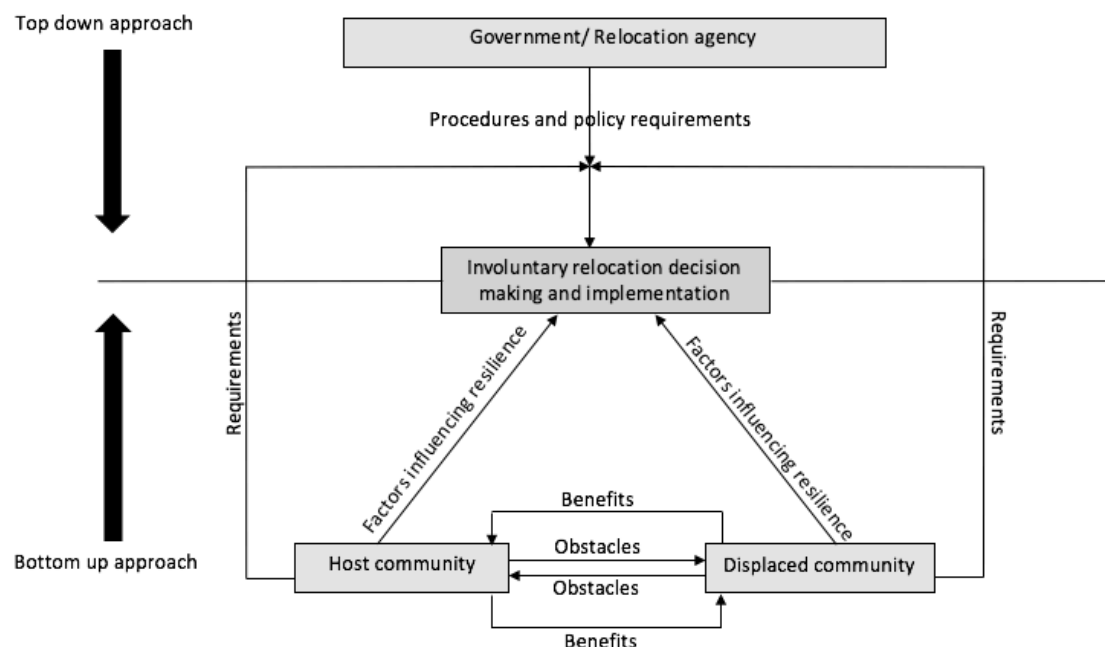 Top down approach
Government/ Relocation agency
Procedures and policy requirements
Involuntary relocation decision
making and implementation
Requirements
Factors influencing resilience
Factors influencing resilience
Requirements
Benefits
Host community
Obstacles
Displaced community
Obstacles
Benefits
Bottom up approach